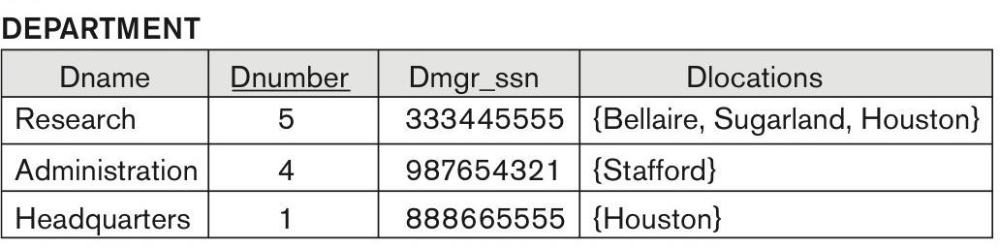 DEPARTMENT
Dname Dnumber Dmgr_ssn Dlocations
Research 5 333445555 {Bellaire, Sugarland, Houston}
Administration 4 987654321 {Stafford}
Headquarters 1 888665555 {Houston}